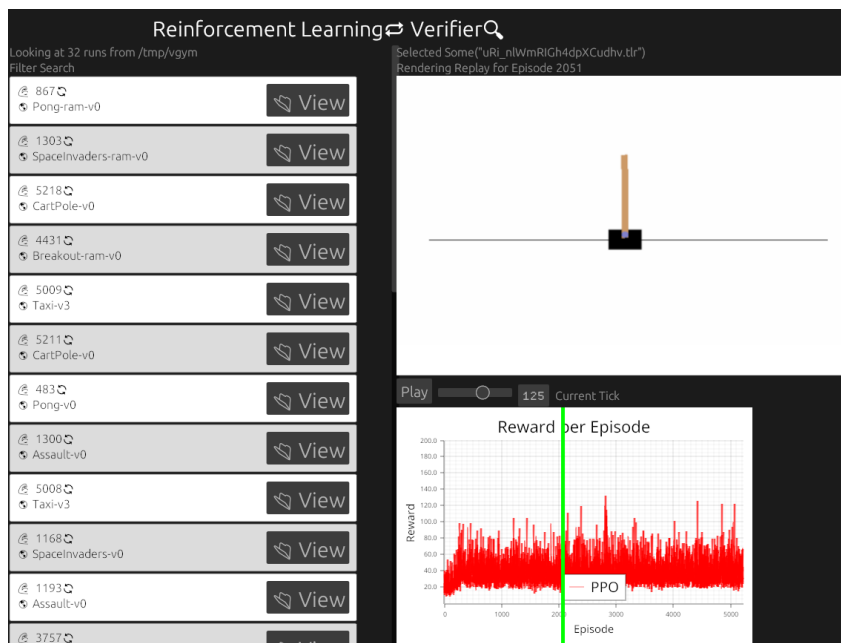 Reinforcement Learning Verifier
Looking at 32 runs from /tmp/vgym
Filter Search
867
Pong-ram-v0
View
1303
SpaceInvaders-ram-v0
View
5218
CartPole-v0
View
4431
Breakout-ram-v0
View
5009
Taxi-v3
View
5211
CartPole-v0
View
483
Pong-v0
View
1300
Assault-v0
View
5008
Taxi-v3
View
1168
SpaceInvaders-v0
View
1193
Assault-v0
View
3757
View
Selected Some("uRi_nlWmRIGh4dpXCudhv.tlr")
Rendering Replay for Episode 2051
Play
125
Current Tick
Reward per Episode
200.0
180.0
160.0
140.0
120.0
100.0
80.0
60.0
40.0
20.0
Reward
PPO
0 1000 2000 3000 4000 5000
Episode